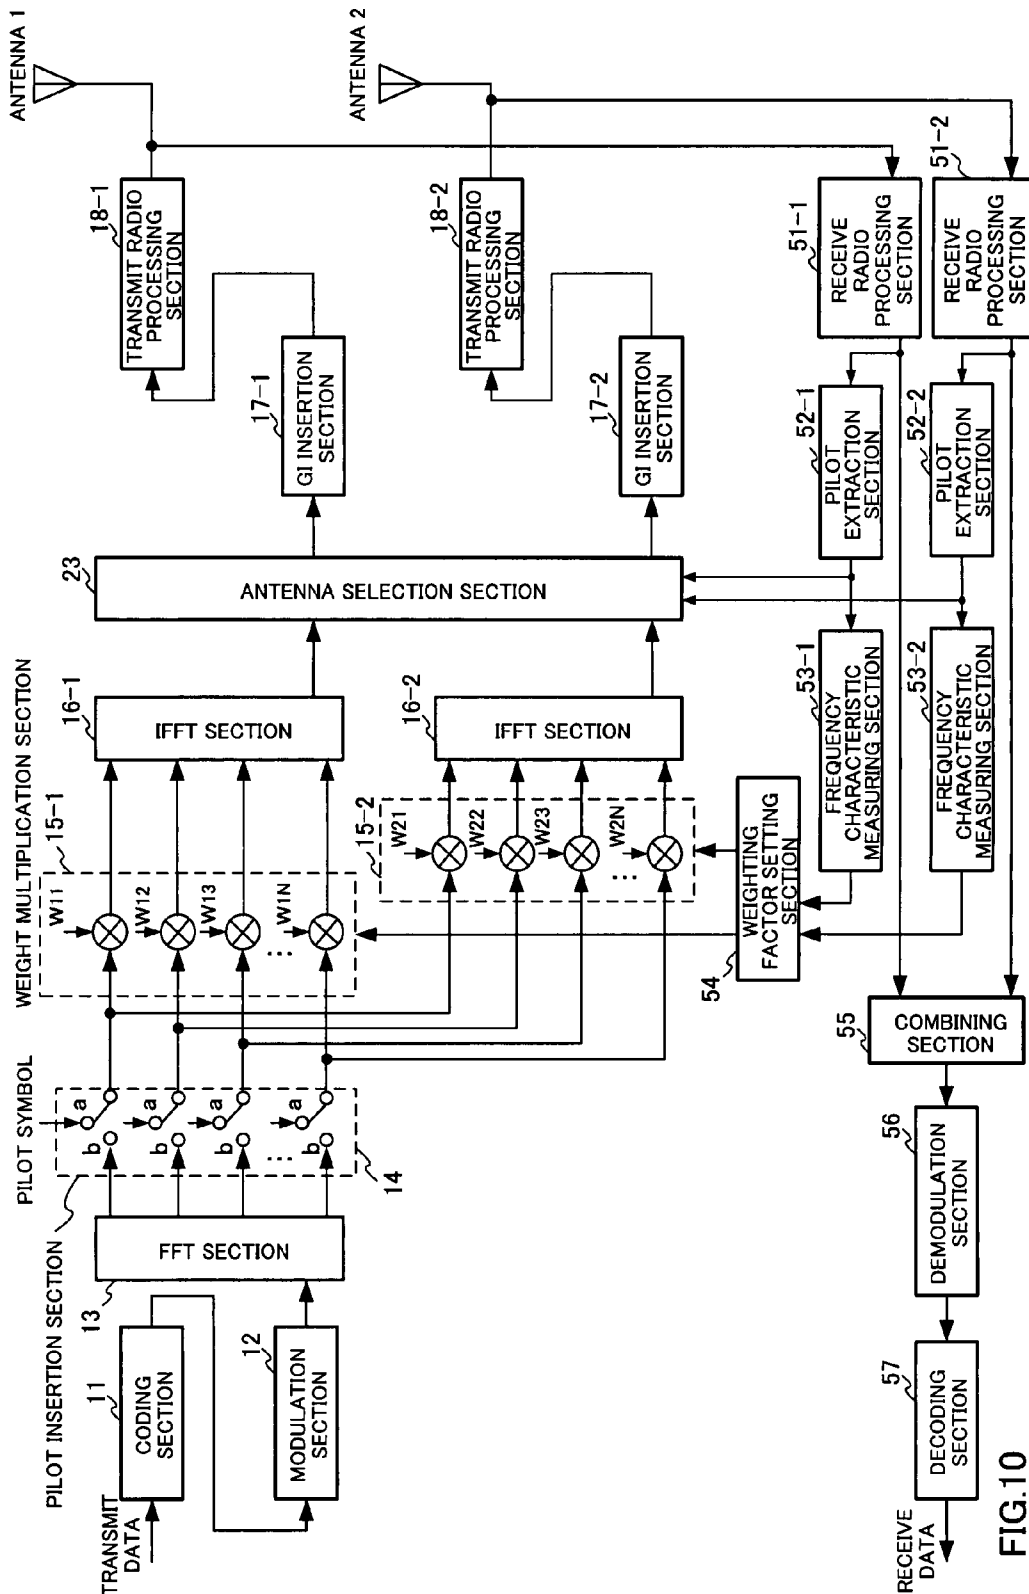 TRANSMIT
DATA
11
CODING
SECTION
12
MODULATION
SECTION
13
FFT SECTION
PILOT INSERTION SECTION
PILOT SYMBOL
a
b
a
b
a
b
...
a
b
14
WEIGHT MULTIPLICATION SECTION
15-1
W11
W12
W13
...
W1N
15-2
W21
W22
W23
...
W2N
16-1
IFFT SECTION
16-2
IFFT SECTION
23
ANTENNA SELECTION SECTION
17-1
GI INSERTION
SECTION
17-2
GI INSERTION
SECTION
18-1
TRANSMIT RADIO
PROCESSING
SECTION
18-2
TRANSMIT RADIO
PROCESSING
SECTION
ANTENNA 1
ANTENNA 2
51-1
RECEIVE
RADIO
PROCESSING
SECTION
51-2
RECEIVE
RADIO
PROCESSING
SECTION
52-1
PILOT
EXTRACTION
SECTION
52-2
PILOT
EXTRACTION
SECTION
53-1
FREQUENCY
CHARACTERISTIC
MEASURING SECTION
53-2
FREQUENCY
CHARACTERISTIC
MEASURING SECTION
54
WEIGHTING
FACTOR SETTING
SECTION
55
COMBINING
SECTION
56
DEMODULATION
SECTION
57
DECODING
SECTION
RECEIVE
DATA
FIG.10